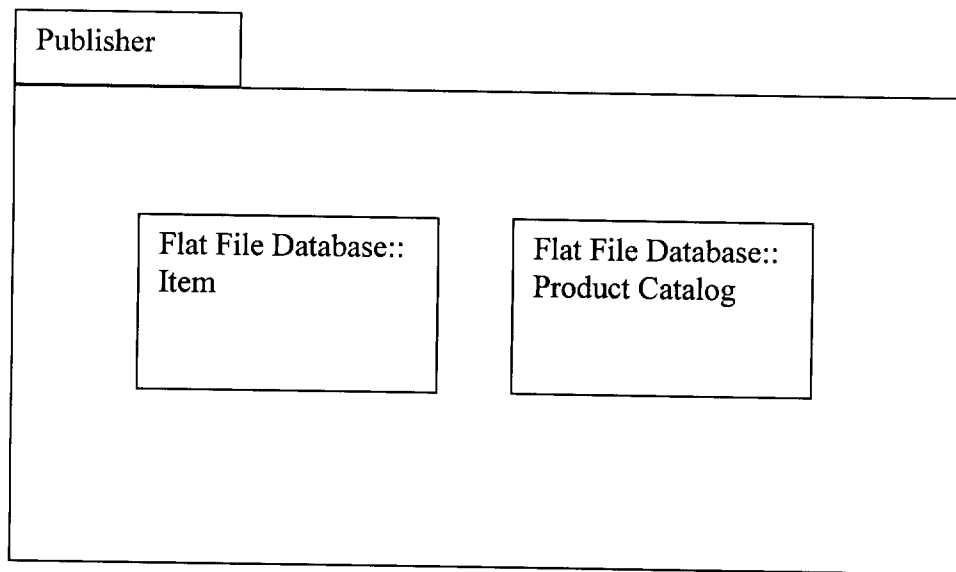 Publisher
Flat File Database::
Item
Flat File Database::
Product Catalog